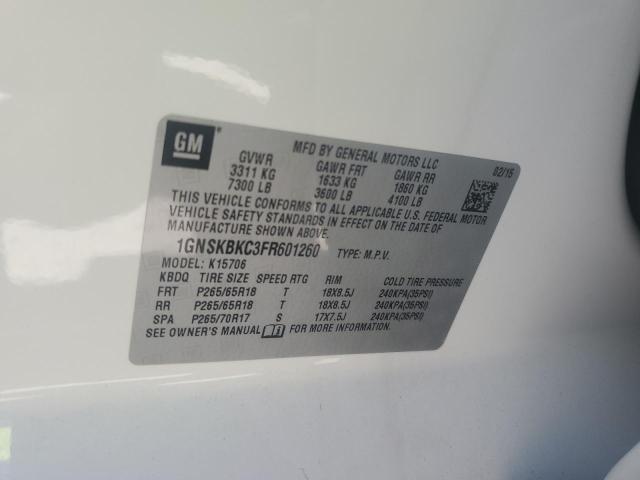 GM
MFD BY GENERAL MOTORS LLC 02/15
GVWR GAWR FRT GAWR RR
3311 KG 1633 KG 1860 KG
7300 LB 3600 LB 4100 LB
THIS VEHICLE CONFORMS TO ALL APPLICABLE U.S. FEDERAL MOTOR
VEHICLE SAFETY STANDARDS IN EFFECT ON THE DATE OF
MANUFACTURE SHOWN ABOVE.
1GNSKBKC3FR601260 TYPE: M.P.V.
MODEL: K15706
KBDQ TIRE SIZE SPEED RTG RIM COLD TIRE PRESSURE
FRT P265/65R18 T 18X8.5J 240KPA(35PSI)
RR P265/65R18 T 18X8.5J 240KPA(35PSI)
SPA P265/70R17 S 17X7.5J 240KPA(35PSI)
SEE OWNER'S MANUAL FOR MORE INFORMATION.